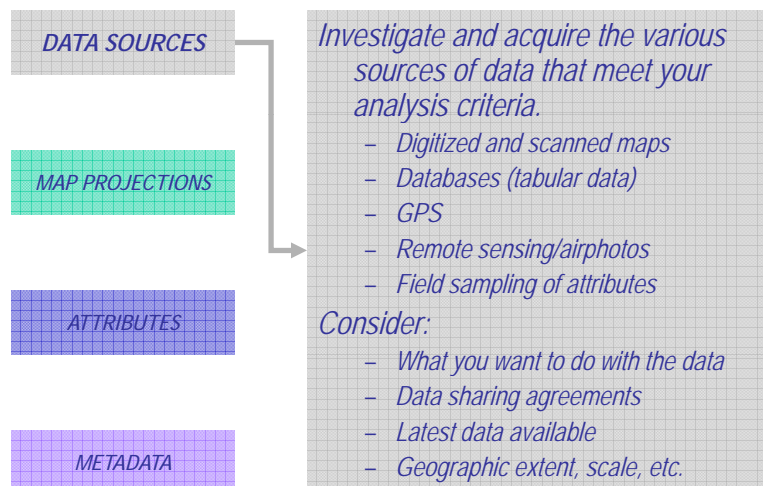 DATA SOURCES
MAP PROJECTIONS
ATTRIBUTES
METADATA
Investigate and acquire the various
sources of data that meet your
analysis criteria.
– Digitized and scanned maps
– Databases (tabular data)
– GPS
– Remote sensing/airphotos
– Field sampling of attributes
Consider:
– What you want to do with the data
– Data sharing agreements
– Latest data available
– Geographic extent, scale, etc.